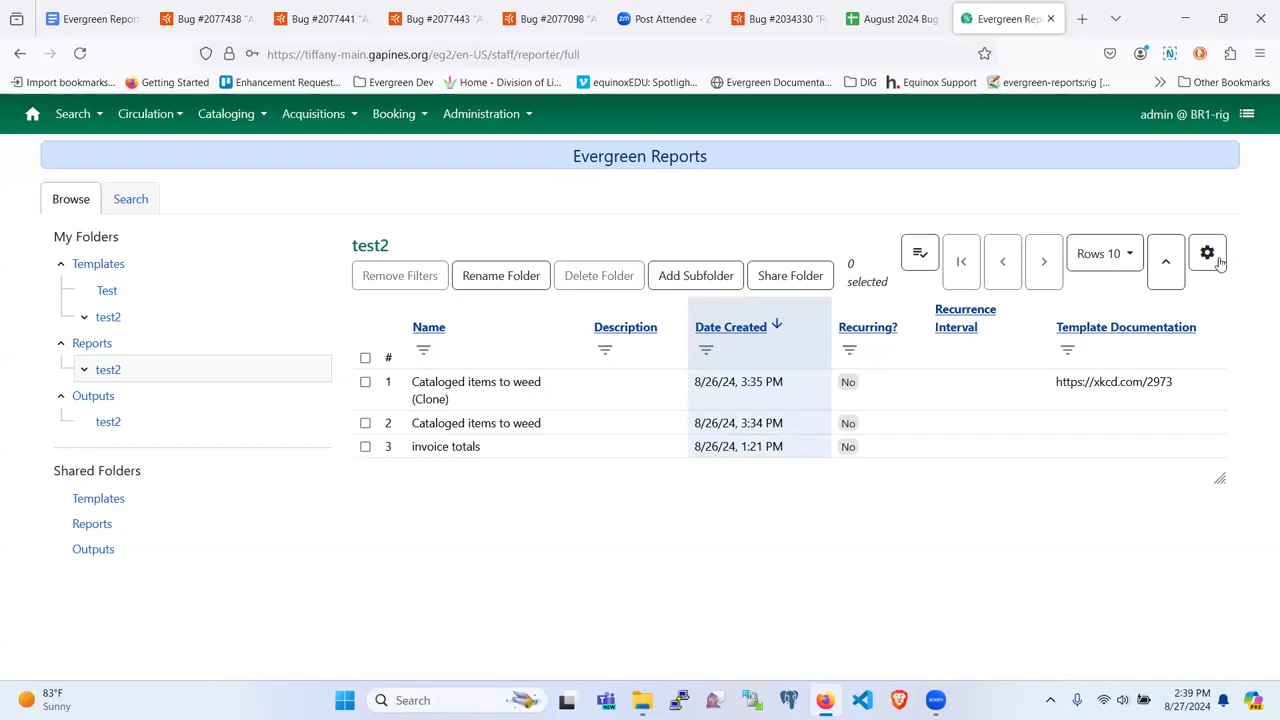 Evergreen Report
Bug #2077438 "A
Bug #2077441 "A
Bug #2077443 "A
Bug #2077098 "A
Post Attendee - Z
Bug #2034330 "R
August 2024 Bug
Evergreen Repo
https://tiffany-main.gapines.org/eg2/en-US/staff/reporter/full
Import bookmarks...
Getting Started
Enhancement Request...
Evergreen Dev
Home - Division of Li...
equinoxEDU: Spotligh...
Evergreen Documenta...
DIG
Equinox Support
evergreen-reports:rig [...
Other Bookmarks
Search
Circulation
Cataloging
Acquisitions
Booking
Administration
admin @ BR1-rig
Evergreen Reports
Browse
Search
My Folders
Templates
Test
test2
Reports
test2
Outputs
test2
Shared Folders
Templates
Reports
Outputs
test2
Remove Filters
Rename Folder
Delete Folder
Add Subfolder
Share Folder
0
selected
Rows 10
# Name Description Date Created Recurring? Recurrence Interval Template Documentation
1 Cataloged items to weed 8/26/24, 3:35 PM No https://xkcd.com/2973
(Clone)
2 Cataloged items to weed 8/26/24, 3:34 PM No
3 invoice totals 8/26/24, 1:21 PM No
83°F
Sunny
Search
2:39 PM
8/27/2024